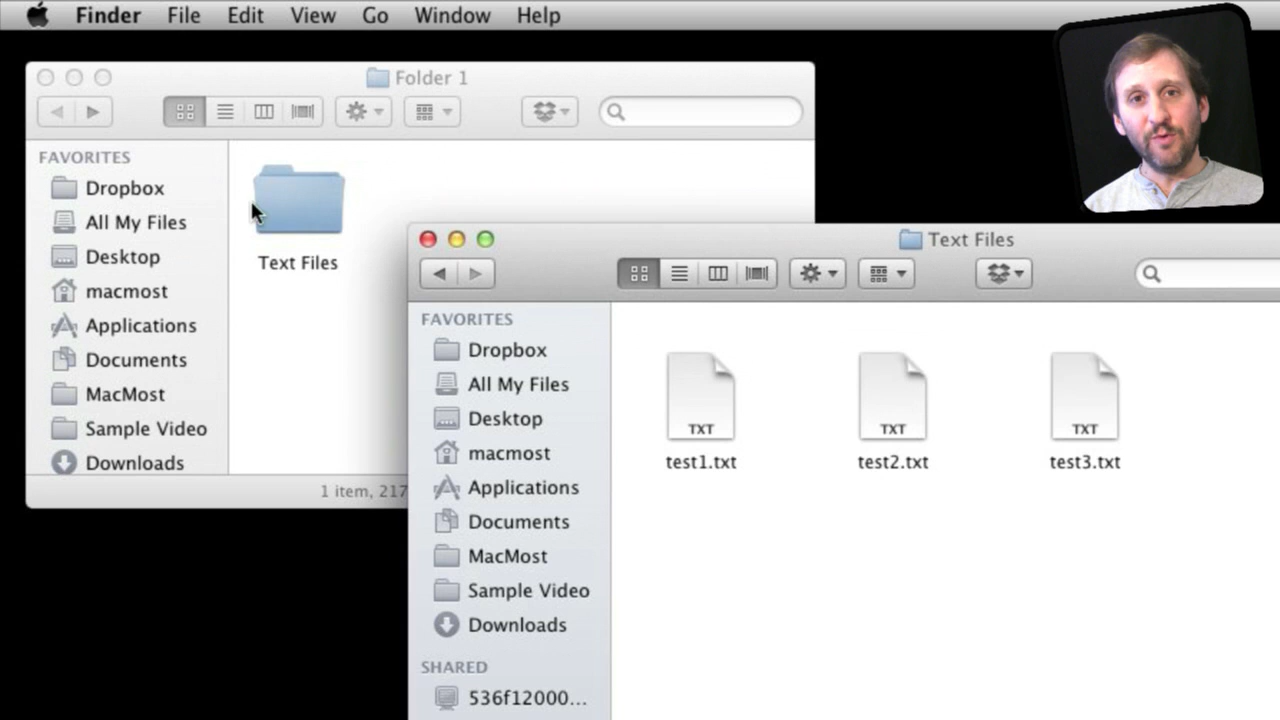 Finder File Edit View Go Window Help
Folder 1
FAVORITES
Dropbox
All My Files
Desktop
macmost
Applications
Documents
MacMost
Sample Video
Downloads
Text Files
1 item, 217
Text Files
FAVORITES
Dropbox
All My Files
Desktop
macmost
Applications
Documents
MacMost
Sample Video
Downloads
SHARED
536f12000...
TXT TXT TXT
test1.txt test2.txt test3.txt